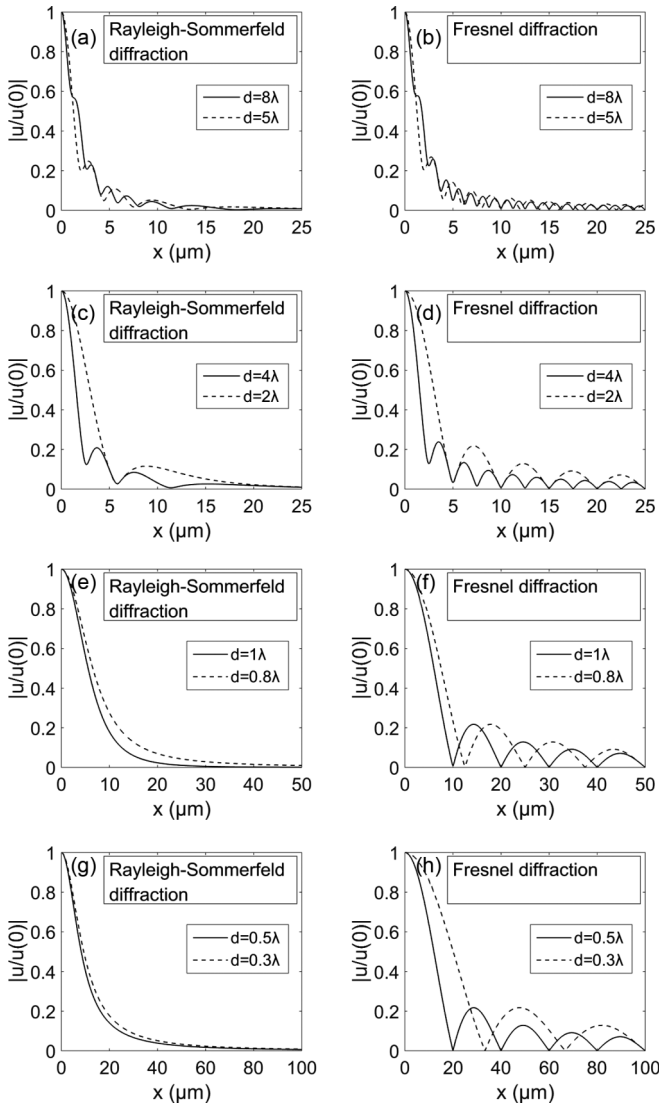 (a) Rayleigh-Sommerfeld
diffraction
d=8λ
d=5λ
|u/u(0)|
1
0.8
0.6
0.4
0.2
0
0 5 10 15 20 25
x (μm)
(b) Fresnel diffraction
d=8λ
d=5λ
|u/u(0)|
1
0.8
0.6
0.4
0.2
0
0 5 10 15 20 25
x (μm)
(c) Rayleigh-Sommerfeld
diffraction
d=4λ
d=2λ
|u/u(0)|
1
0.8
0.6
0.4
0.2
0
0 5 10 15 20 25
x (μm)
(d) Fresnel diffraction
d=4λ
d=2λ
|u/u(0)|
1
0.8
0.6
0.4
0.2
0
0 5 10 15 20 25
x (μm)
(e) Rayleigh-Sommerfeld
diffraction
d=1λ
d=0.8λ
|u/u(0)|
1
0.8
0.6
0.4
0.2
0
0 10 20 30 40 50
x (μm)
(f) Fresnel diffraction
d=1λ
d=0.8λ
|u/u(0)|
1
0.8
0.6
0.4
0.2
0
0 10 20 30 40 50
x (μm)
(g) Rayleigh-Sommerfeld
diffraction
d=0.5λ
d=0.3λ
|u/u(0)|
1
0.8
0.6
0.4
0.2
0
0 20 40 60 80 100
x (μm)
(h) Fresnel diffraction
d=0.5λ
d=0.3λ
|u/u(0)|
1
0.8
0.6
0.4
0.2
0
0 20 40 60 80 100
x (μm)